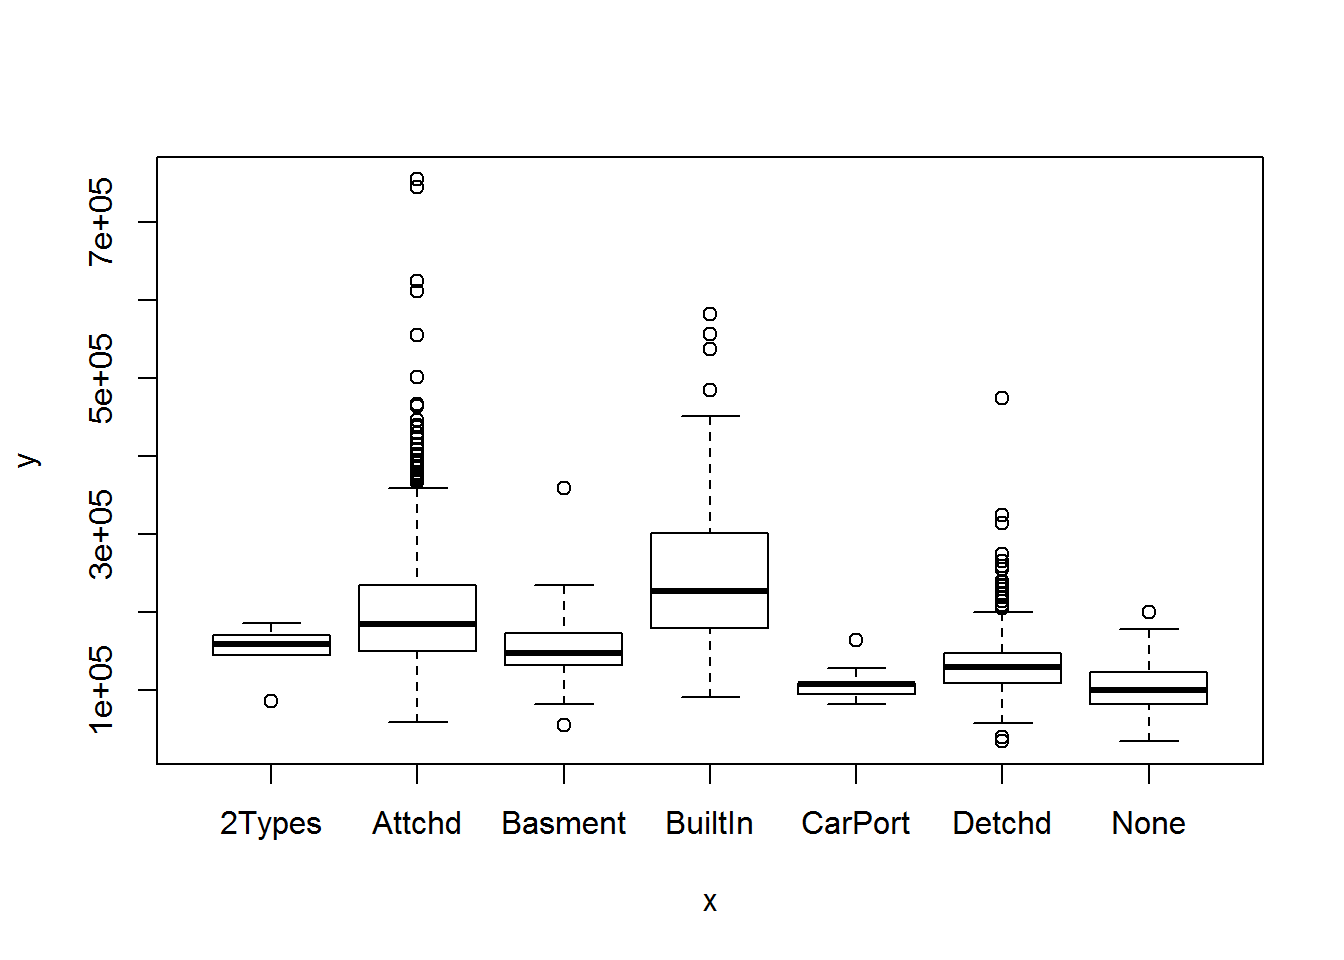 7e+05
5e+05
3e+05
1e+05
y
2Types Attchd Basment BuiltIn CarPort Detchd None
x